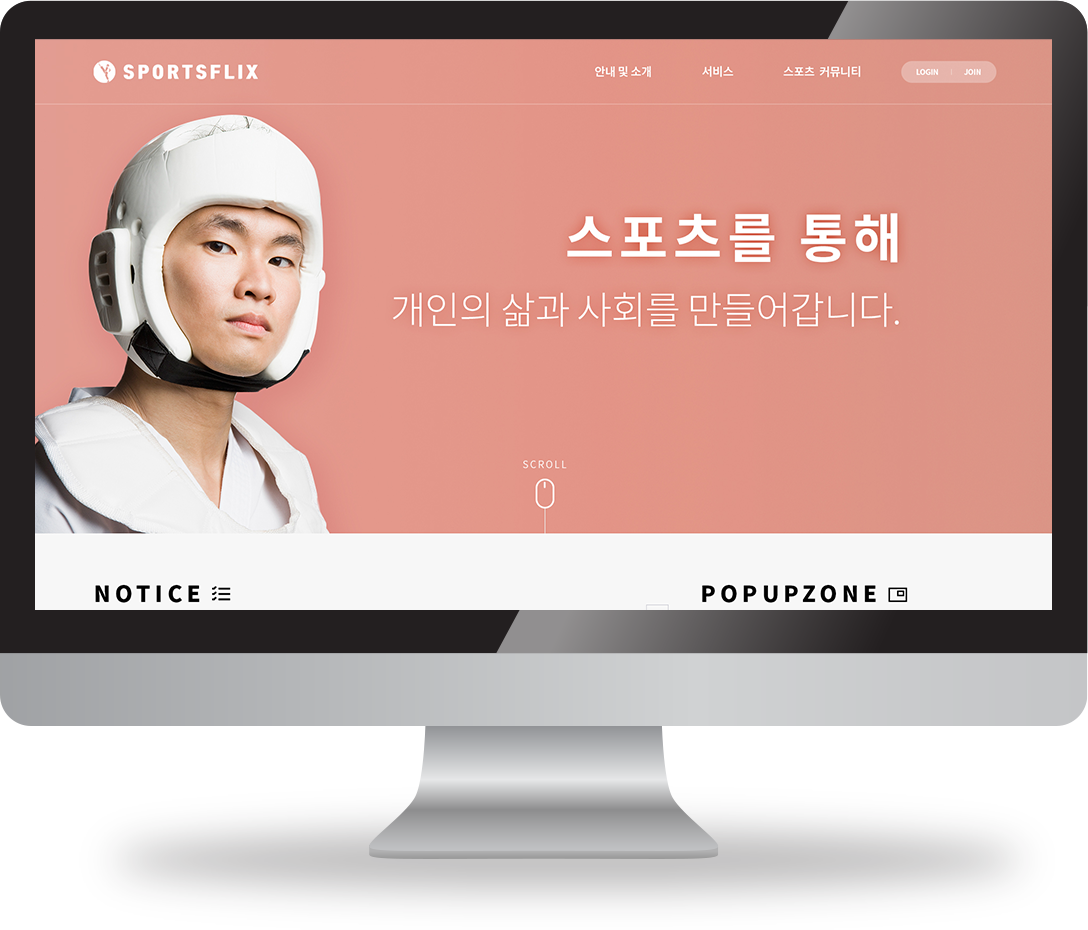 SPORTSFLIX
안내 및 소개
서비스
스포츠 커뮤니티
LOGIN | JOIN
스포츠를 통해
개인의 삶과 사회를 만들어갑니다.
SCROLL
NOTICE
POPUPZONE